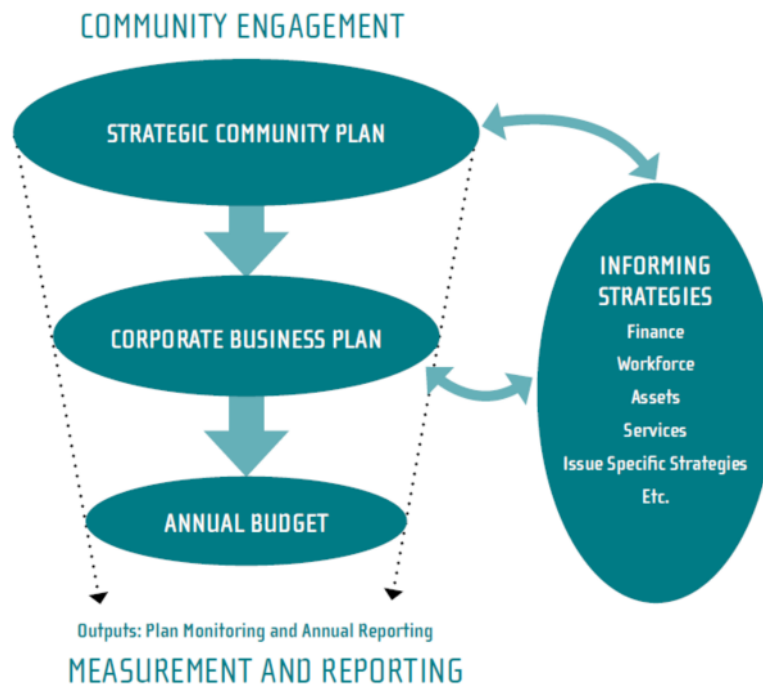 COMMUNITY ENGAGEMENT
STRATEGIC COMMUNITY PLAN
CORPORATE BUSINESS PLAN
ANNUAL BUDGET
INFORMING
STRATEGIES
Finance
Workforce
Assets
Services
Issue Specific Strategies
Etc.
Outputs: Plan Monitoring and Annual Reporting
MEASUREMENT AND REPORTING